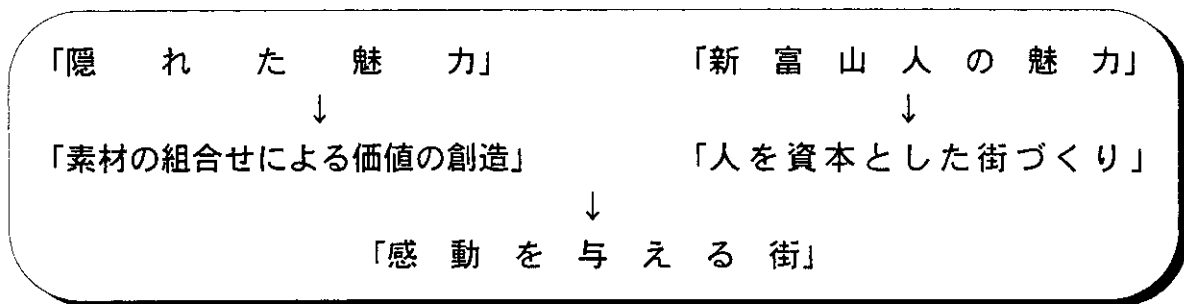 「隠れた魅力」 「新富山人の魅力」
↓ ↓
「素材の組合せによる価値の創造」 「人を資本とした街づくり」
↓
「感動を与える街」